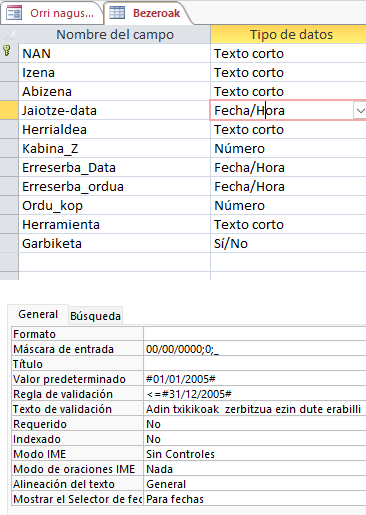 Orri nagus... Bezeroak
Nombre del campo Tipo de datos
NAN Texto corto
Izena Texto corto
Abizena Texto corto
Jaiotze-data Fecha/Hora
Herrialdea Texto corto
Kabina_Z Número
Erreserba_Data Fecha/Hora
Erreserba_ordua Fecha/Hora
Ordu_kop Número
Herramienta Texto corto
Garbiketa Sí/No
General Búsqueda
Formato
Máscara de entrada 00/00/0000;0;_
Título
Valor predeterminado #01/01/2005#
Regla de validación <=#31/12/2005#
Texto de validación Adin txikikoak zerbitzua ezin dute erabilli
Requerido No
Indexado No
Modo IME Sin Controles
Modo de oraciones IME Nada
Alineación del texto General
Mostrar el Selector de fec Para fechas